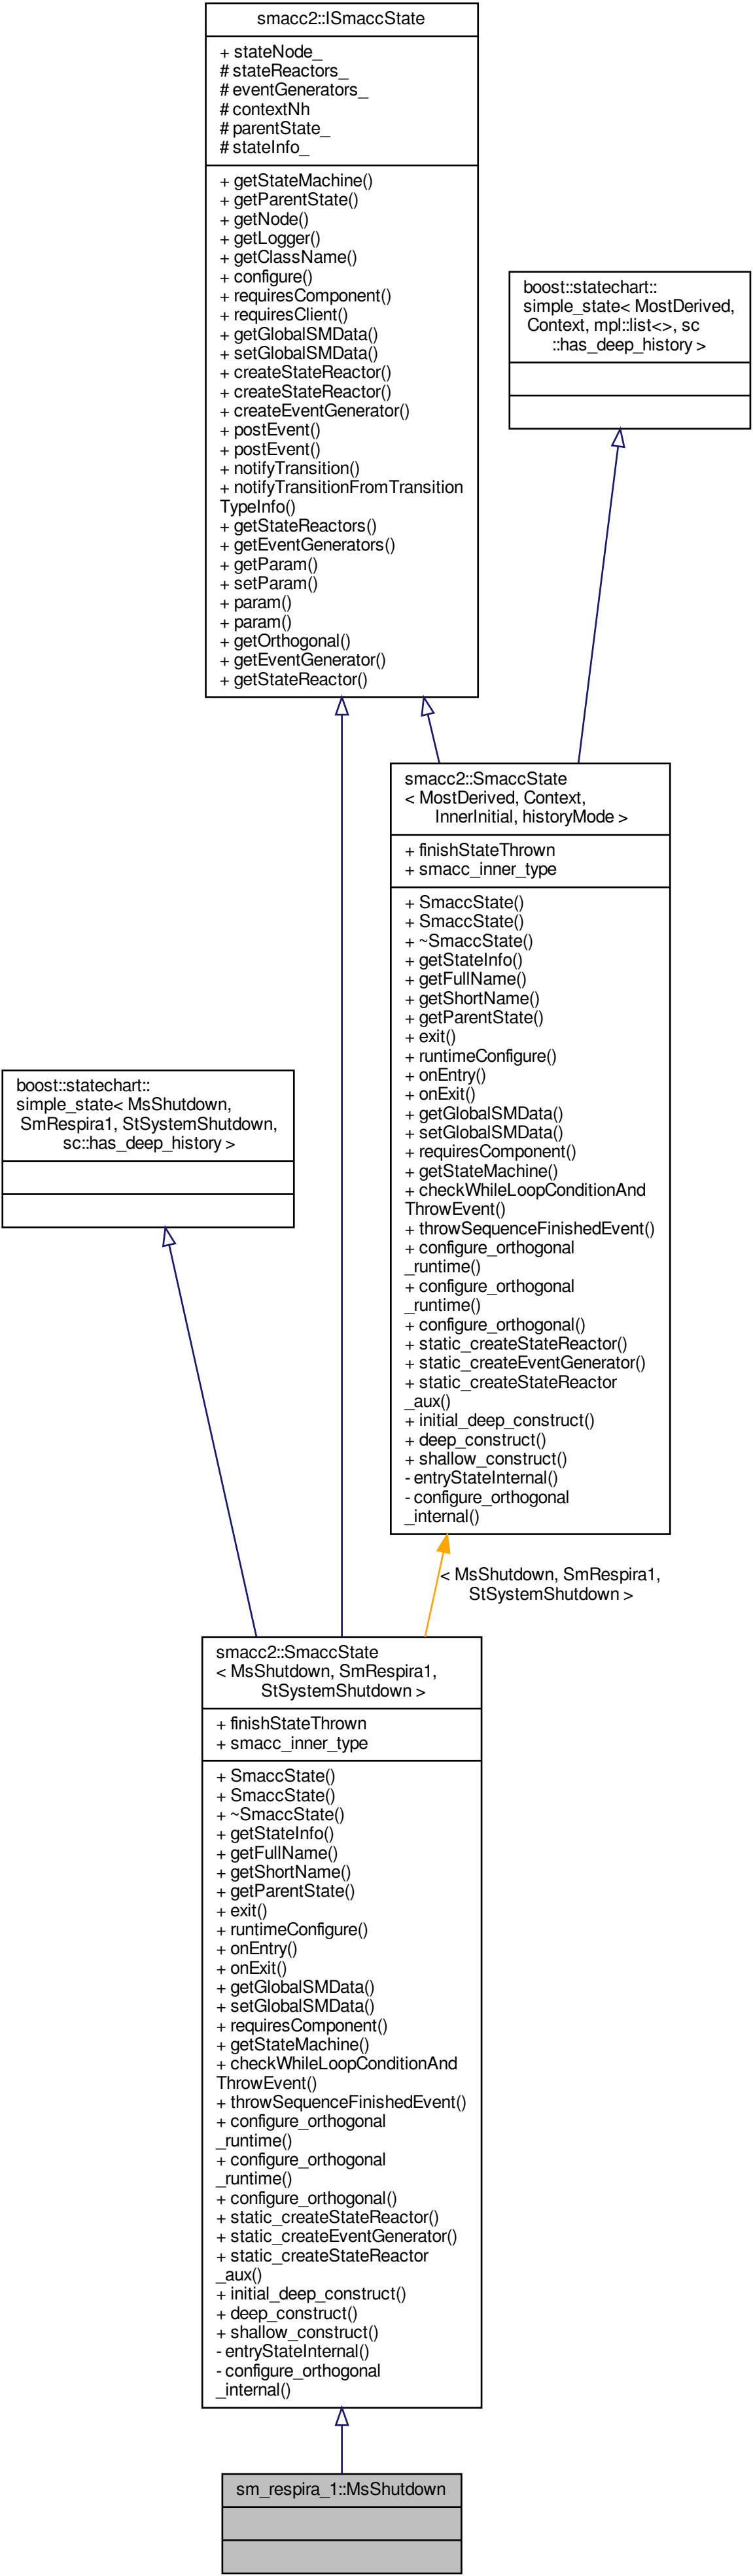 smacc2::ISmaccState
+ stateNode_
# stateReactors_
# eventGenerators_
# contextNh
# parentState_
# stateInfo_
+ getStateMachine()
+ getParentState()
+ getNode()
+ getLogger()
+ getClassName()
+ configure()
+ requiresComponent()
+ requiresClient()
+ getGlobalSMData()
+ setGlobalSMData()
+ createStateReactor()
+ createStateReactor()
+ createEventGenerator()
+ postEvent()
+ postEvent()
+ notifyTransition()
+ notifyTransitionFromTransition
TypeInfo()
+ getStateReactors()
+ getEventGenerators()
+ getParam()
+ setParam()
+ param()
+ param()
+ getOrthogonal()
+ getEventGenerator()
+ getStateReactor()
boost::statechart::
simple_state< MostDerived,
Context, mpl::list<>, sc
::has_deep_history >
smacc2::SmaccState
< MostDerived, Context,
InnerInitial, historyMode >
+ finishStateThrown
+ smacc_inner_type
+ SmaccState()
+ SmaccState()
+ ~SmaccState()
+ getStateInfo()
+ getFullName()
+ getShortName()
+ getParentState()
+ exit()
+ runtimeConfigure()
+ onEntry()
+ onExit()
+ getGlobalSMData()
+ setGlobalSMData()
+ requiresComponent()
+ getStateMachine()
+ checkWhileLoopConditionAnd
ThrowEvent()
+ throwSequenceFinishedEvent()
+ configure_orthogonal
_runtime()
+ configure_orthogonal
_runtime()
+ configure_orthogonal()
+ static_createStateReactor()
+ static_createEventGenerator()
+ static_createStateReactor
_aux()
+ initial_deep_construct()
+ deep_construct()
+ shallow_construct()
- entryStateInternal()
- configure_orthogonal
_internal()
boost::statechart::
simple_state< MsShutdown,
SmRespira1, StSystemShutdown,
sc::has_deep_history >
< MsShutdown, SmRespira1,
StSystemShutdown >
smacc2::SmaccState
< MsShutdown, SmRespira1,
StSystemShutdown >
+ finishStateThrown
+ smacc_inner_type
+ SmaccState()
+ SmaccState()
+ ~SmaccState()
+ getStateInfo()
+ getFullName()
+ getShortName()
+ getParentState()
+ exit()
+ runtimeConfigure()
+ onEntry()
+ onExit()
+ getGlobalSMData()
+ setGlobalSMData()
+ requiresComponent()
+ getStateMachine()
+ checkWhileLoopConditionAnd
ThrowEvent()
+ throwSequenceFinishedEvent()
+ configure_orthogonal
_runtime()
+ configure_orthogonal
_runtime()
+ configure_orthogonal()
+ static_createStateReactor()
+ static_createEventGenerator()
+ static_createStateReactor
_aux()
+ initial_deep_construct()
+ deep_construct()
+ shallow_construct()
- entryStateInternal()
- configure_orthogonal
_internal()
sm_respira_1::MsShutdown